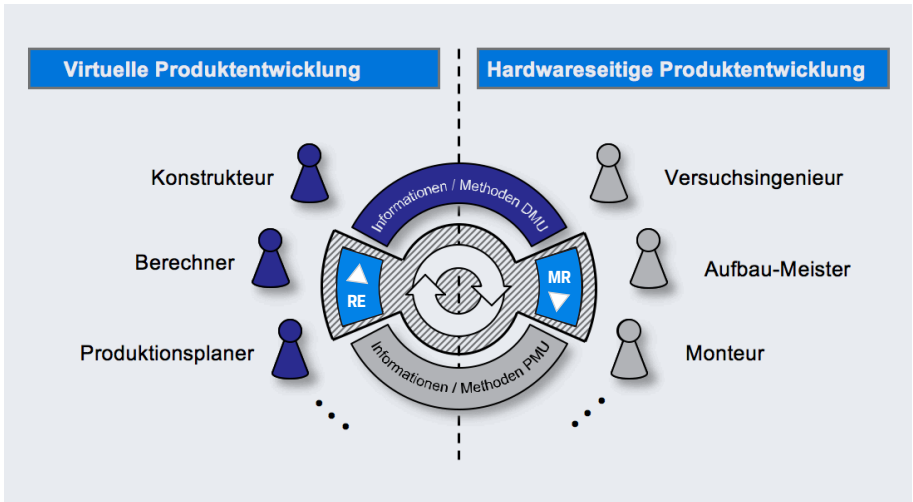 Virtuelle Produktentwicklung
Hardwareseitige Produktentwicklung
Konstrukteur
Berechner
Produktionsplaner
Informationen / Methoden DMU
RE
MR
Informationen / Methoden PMU
Versuchsingenieur
Aufbau-Meister
Monteur